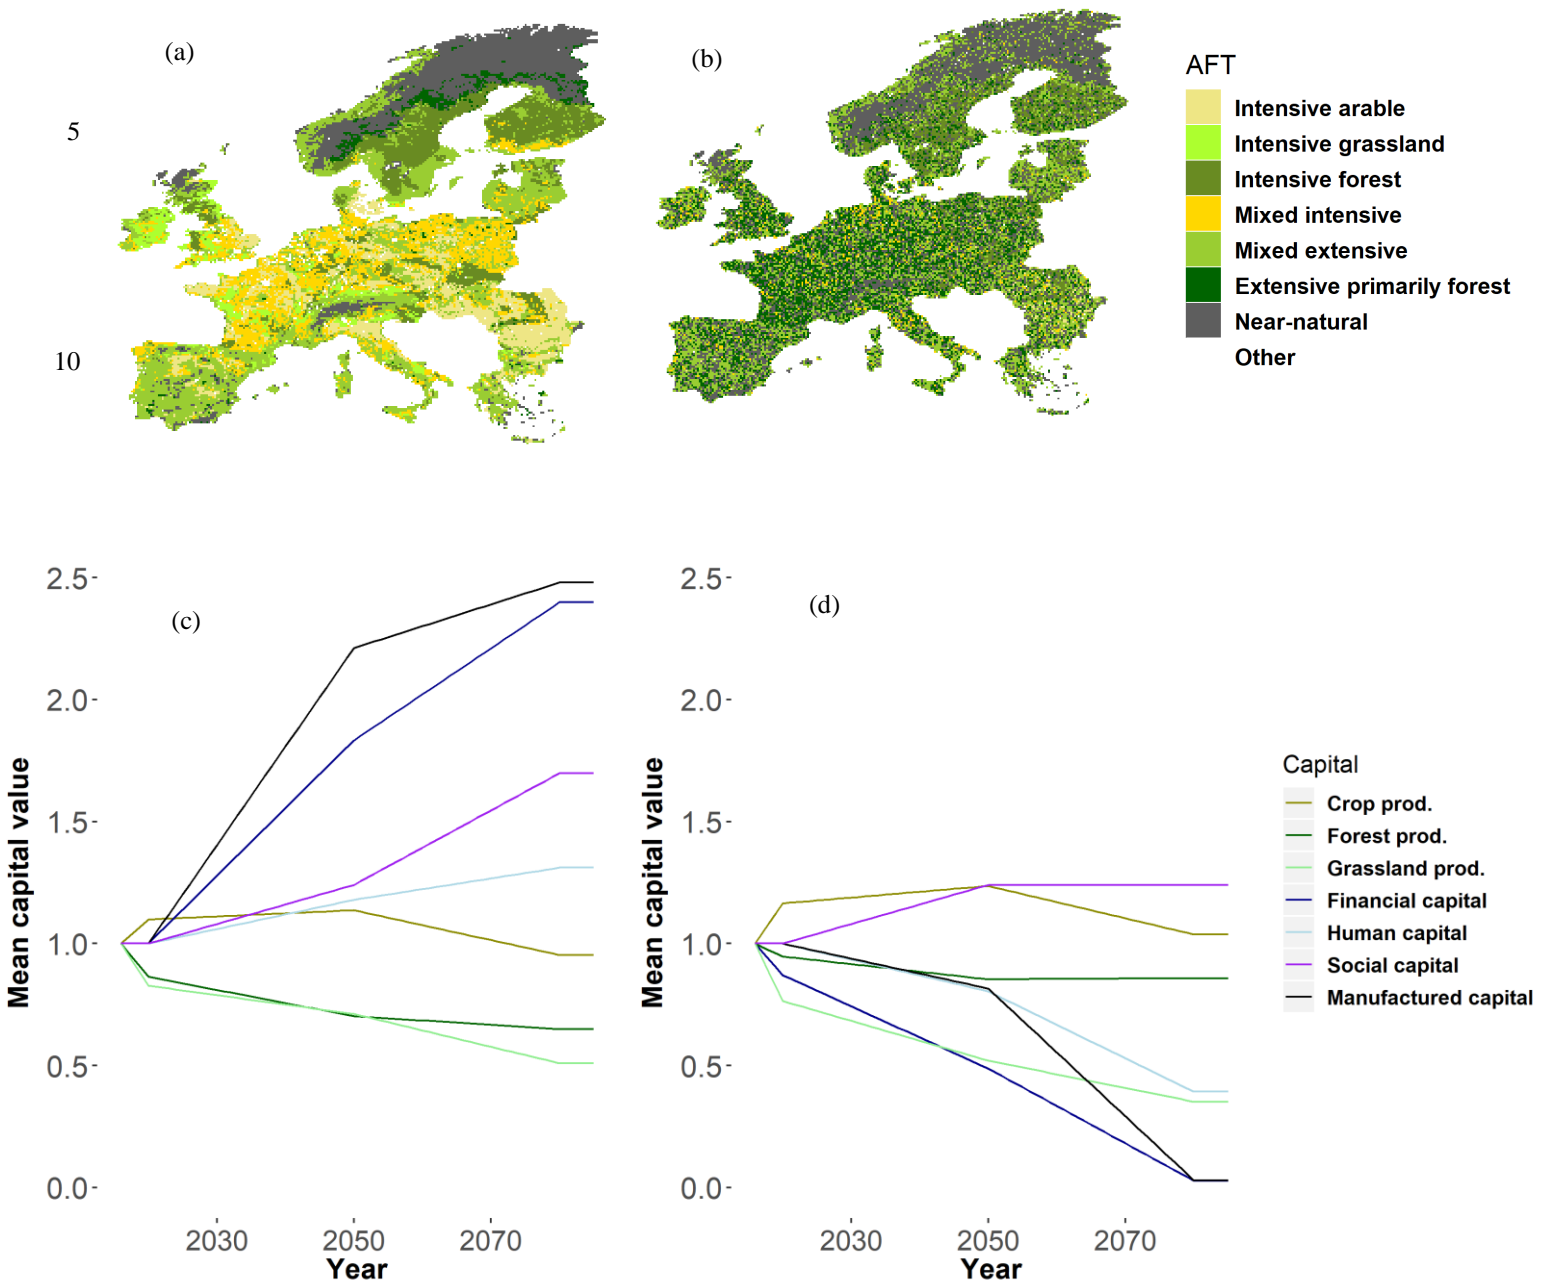 (a)
(b)
AFT
Intensive arable
Intensive grassland
Intensive forest
Mixed intensive
Mixed extensive
Extensive primarily forest
Near-natural
Other
5
10
(c)
2.5
2.0
1.5
1.0
0.5
0.0
Mean capital value
2030
2050
2070
Year
(d)
2.5
2.0
1.5
1.0
0.5
0.0
Mean capital value
2030
2050
2070
Year
Capital
Crop prod.
Forest prod.
Grassland prod.
Financial capital
Human capital
Social capital
Manufactured capital